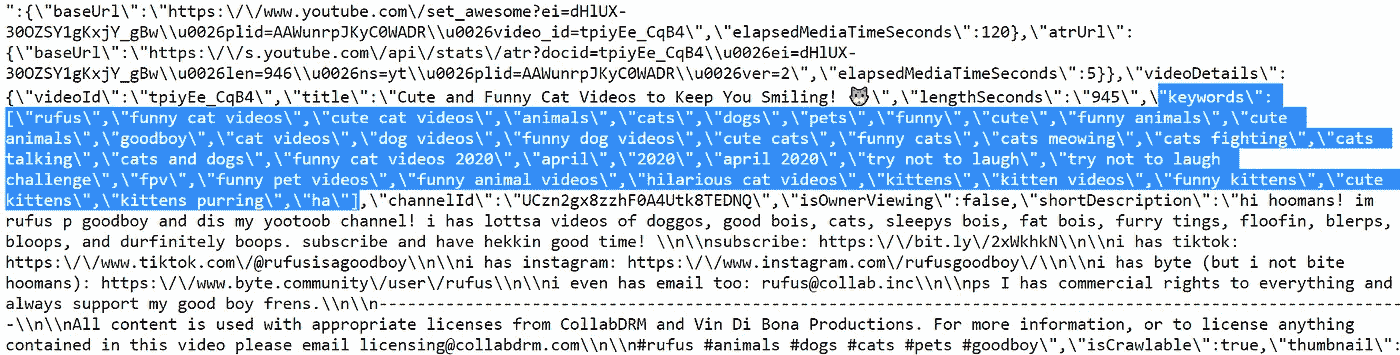 ":{\"baseUrl\":\"https:\/\/www.youtube.com\/set_awesome?ei=dHlUX-
30OZSY1gKxjY_gBw\\u0026plid=AAWunrpJKyC0WADR\\u0026video_id=tpiyEe_CqB4\",\"elapsedMediaTimeSeconds\":120},\"atrUrl\":
{\"baseUrl\":\"https:\/\/s.youtube.com\/api\/stats\/atr?docid=tpiyEe_CqB4\\u0026ei=dHlUX-
30OZSY1gKxjY_gBw\\u0026len=946\\u0026ns=yt\\u0026plid=AAWunrpJKyC0WADR\\u0026ver=2\",\"elapsedMediaTimeSeconds\":5}},\"videoDetails\":
{\"videoId\":\"tpiyEe_CqB4\",\"title\":\"Cute and Funny Cat Videos to Keep You Smiling! 🐱\",\"lengthSeconds\":\"945\",\"keywords\":
[\"rufus\",\"funny cat videos\",\"cute cat videos\",\"animals\",\"cats\",\"dogs\",\"pets\",\"funny\",\"cute\",\"funny animals\",\"cute
animals\",\"goodboy\",\"cat videos\",\"dog videos\",\"funny dog videos\",\"cute cats\",\"funny cats\",\"cats meowing\",\"cats fighting\",\"cats
talking\",\"cats and dogs\",\"funny cat videos 2020\",\"april\",\"2020\",\"april 2020\",\"try not to laugh\",\"try not to laugh
challenge\",\"fpv\",\"funny pet videos\",\"funny animal videos\",\"hilarious cat videos\",\"kittens\",\"kitten videos\",\"funny kittens\",\"cute
kittens\",\"kittens purring\",\"ha\"],\"channelId\":\"UCzn2gx8zzhF0A4Utk8TEDNQ\",\"isOwnerViewing\":false,\"shortDescription\":\"hi hoomans! im
rufus p goodboy and dis my yootoob channel! i has lottsa videos of doggos, good bois, cats, sleepys bois, fat bois, furry tings, floofin, blerps,
bloops, and durfinitely boops. subscribe and have hekkin good time! \\n\\nsubscribe: https:\/\/bit.ly\/2xWkhkN\\n\\ni has tiktok:
https:\/\/www.tiktok.com\/@rufusisagoodboy\\n\\ni has instagram: https:\/\/www.instagram.com\/rufusgoodboy\/\\n\\ni has byte (but i not bite
hoomans): https:\/\/www.byte.community\/user\/rufus\\n\\ni even has email too: rufus@collab.inc\\n\\nps I has commercial rights to everything and
always support my good boy frens.\\n\\n----------------------------------------------------------------------------------------------------
-\\n\\nAll content is used with appropriate licenses from CollabDRM and Vin Di Bona Productions. For more information, or to license anything
contained in this video please email licensing@collabdrm.com\\n\\n#rufus #animals #dogs #cats #pets #goodboy\",\"isCrawlable\":true,\"thumbnail\":